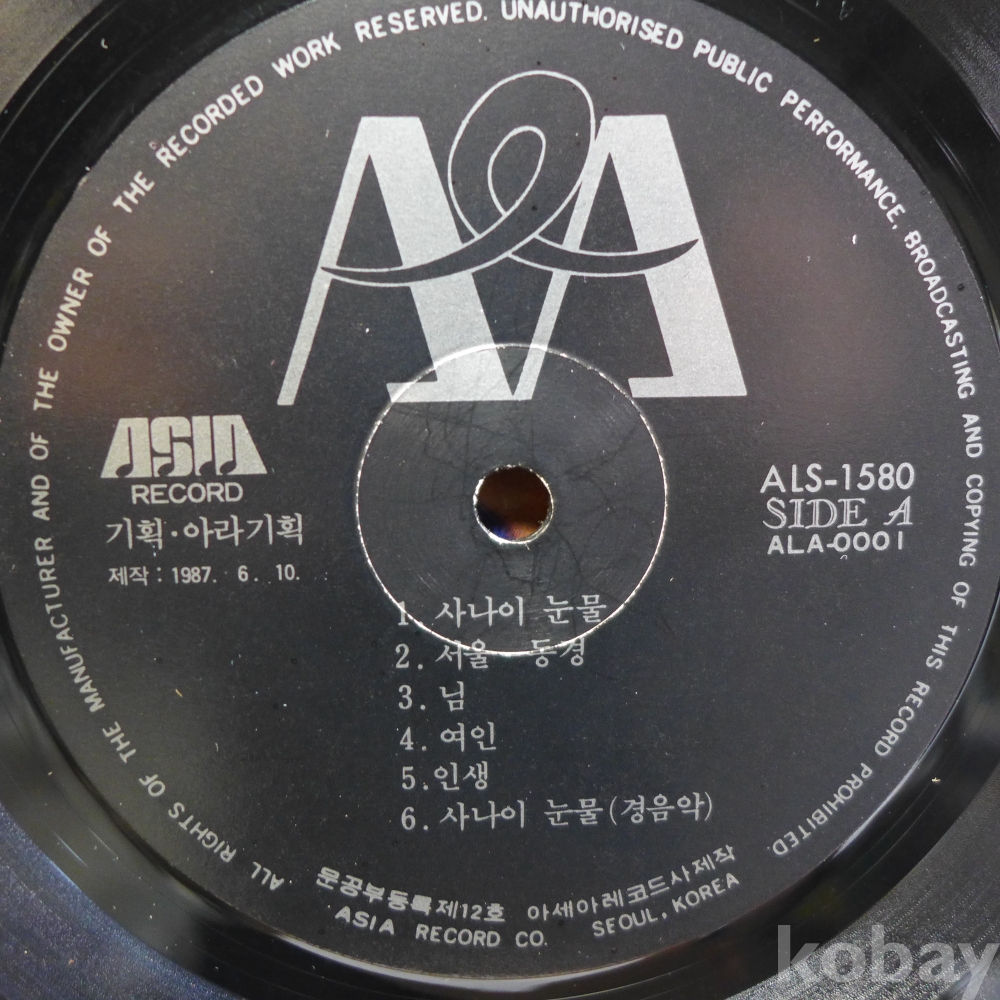 ALL RIGHTS OF THE MANUFACTURER AND OF THE OWNER OF THE RECORDED WORK RESERVED. UNAUTHORISED PUBLIC PERFORMANCE, BROADCASTING AND COPYING OF THIS RECORD PROHIBITED.
ASIA
RECORD
기획·아라기획
제작: 1987. 6. 10.
ALS-1580
SIDE A
ALA-0001
1. 사나이 눈물
2. 서울 · 동경
3. 님
4. 여인
5. 인생
6. 사나이 눈물(경음악)
문공부등록제12호 아세아레코드사제작
ASIA RECORD CO. SEOUL, KOREA
kobay